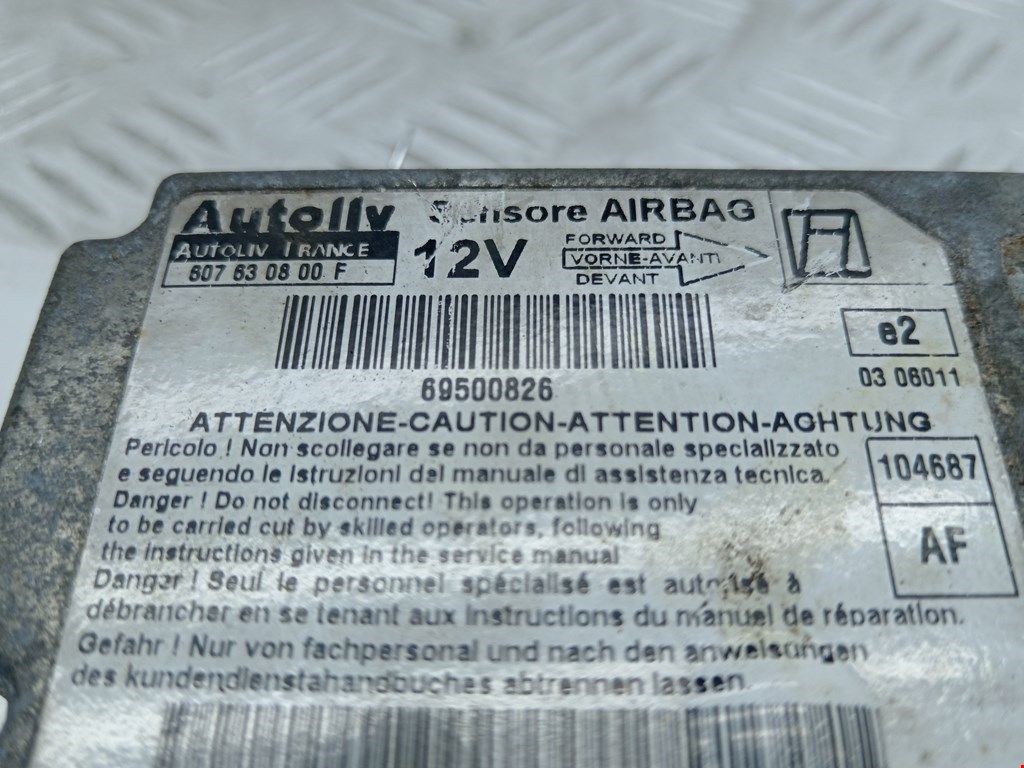 Autoliv Sensore AIRBAG
AUTOLIV FRANCE
607 63 08 00 F
12V
FORWARD
VORNE-AVANTI
DEVANT
69500826
e2
03 06011
ATTENZIONE-CAUTION-ATTENTION-ACHTUNG
Pericolo ! Non scollegare se non da personale specializzato
e seguendo le istruzioni del manuale di assistenza tecnica.
Danger ! Do not disconnect! This operation is only
to be carried out by skilled operators, following
the instructions given in the service manual
Danger ! Seul le personnel spécialisé est autorisé à
débrancher en se tenant aux instructions du manuel de réparation.
Gefahr ! Nur von fachpersonal und nach den anweisungen
des kundendienstahandbuches abtrennen lassen.
104687
AF